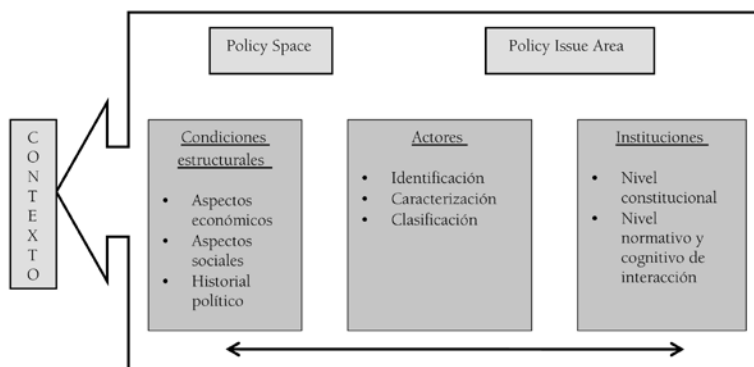 Policy Space
Policy Issue Area
CONTEXTO
Condiciones
estructurales
• Aspectos
económicos
• Aspectos
sociales
• Historial
político
Actores
• Identificación
• Caracterización
• Clasificación
Instituciones
• Nivel
constitucional
• Nivel
normativo y
cognitivo de
interacción